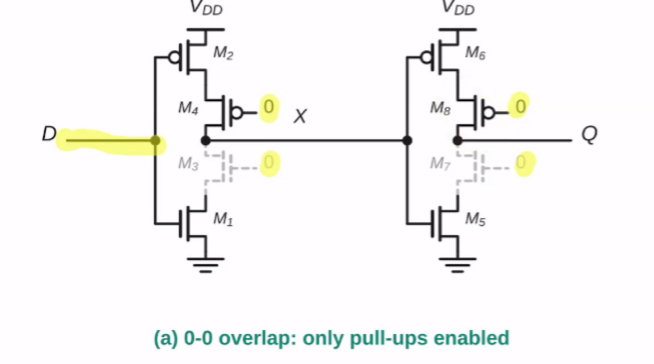 VDD VDD
M2 M6
M4 0 X M8 0
D Q
M3 0 M7 0
M1 M5
(a) 0-0 overlap: only pull-ups enabled